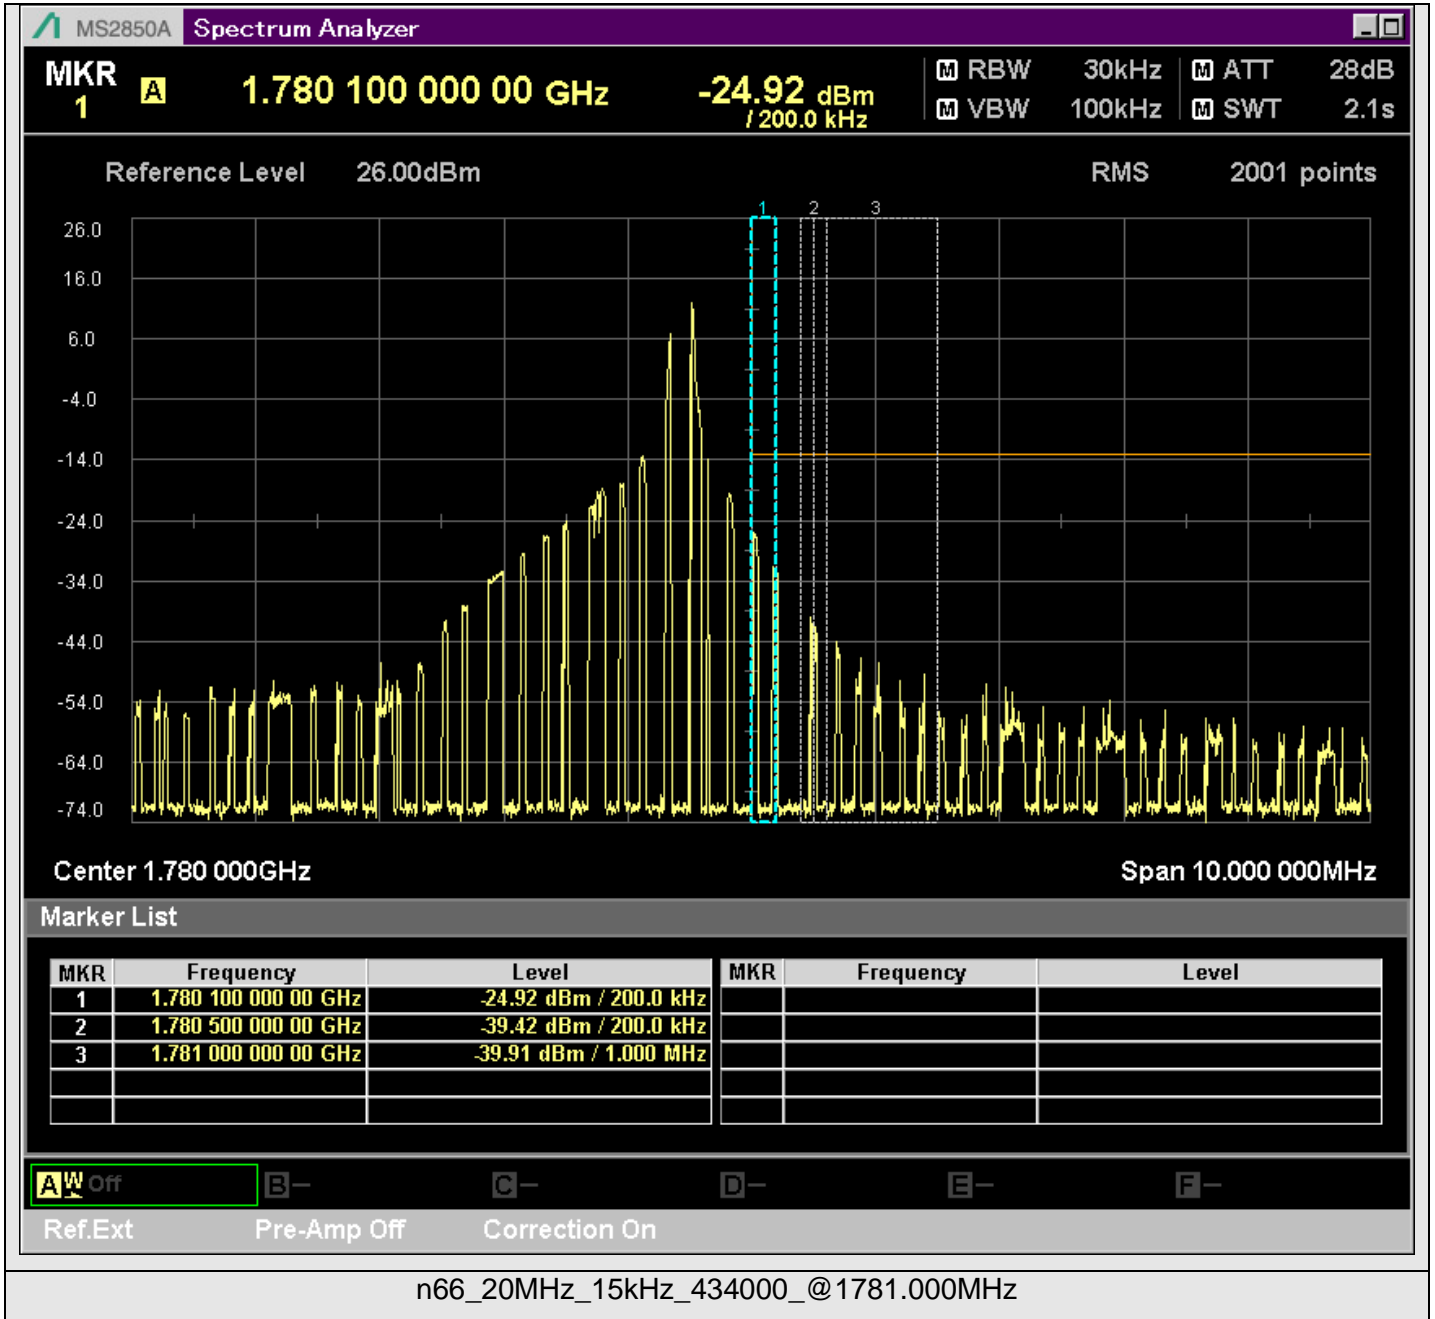 MS2850A Spectrum Analyzer
MKR 1 A 1.780 100 000 00 GHz -24.92 dBm / 200.0 kHz
M RBW 30kHz M ATT 28dB
M VBW 100kHz M SWT 2.1s
Reference Level 26.00dBm RMS 2001 points
1 2 3
26.0
16.0
6.0
-4.0
-14.0
-24.0
-34.0
-44.0
-54.0
-64.0
-74.0
Center 1.780 000GHz Span 10.000 000MHz
Marker List
MKR Frequency Level MKR Frequency Level
1 1.780 100 000 00 GHz -24.92 dBm / 200.0 kHz
2 1.780 500 000 00 GHz -39.42 dBm / 200.0 kHz
3 1.781 000 000 00 GHz -39.91 dBm / 1.000 MHz
A W Off B — C — D — E — F —
Ref.Ext Pre-Amp Off Correction On
n66_20MHz_15kHz_434000_@1781.000MHz